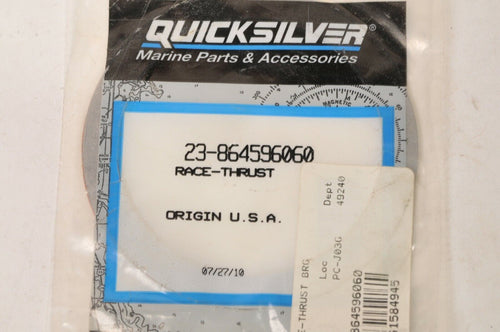 QUICKSILVER
Marine Parts & Accessories
MAGNETIC
23-864596060
RACE-THRUST
ORIGIN U.S.A.
07/27/10
Dept 49240
Loc PC-J03G
E-THRUST BRG
864596060
1584945